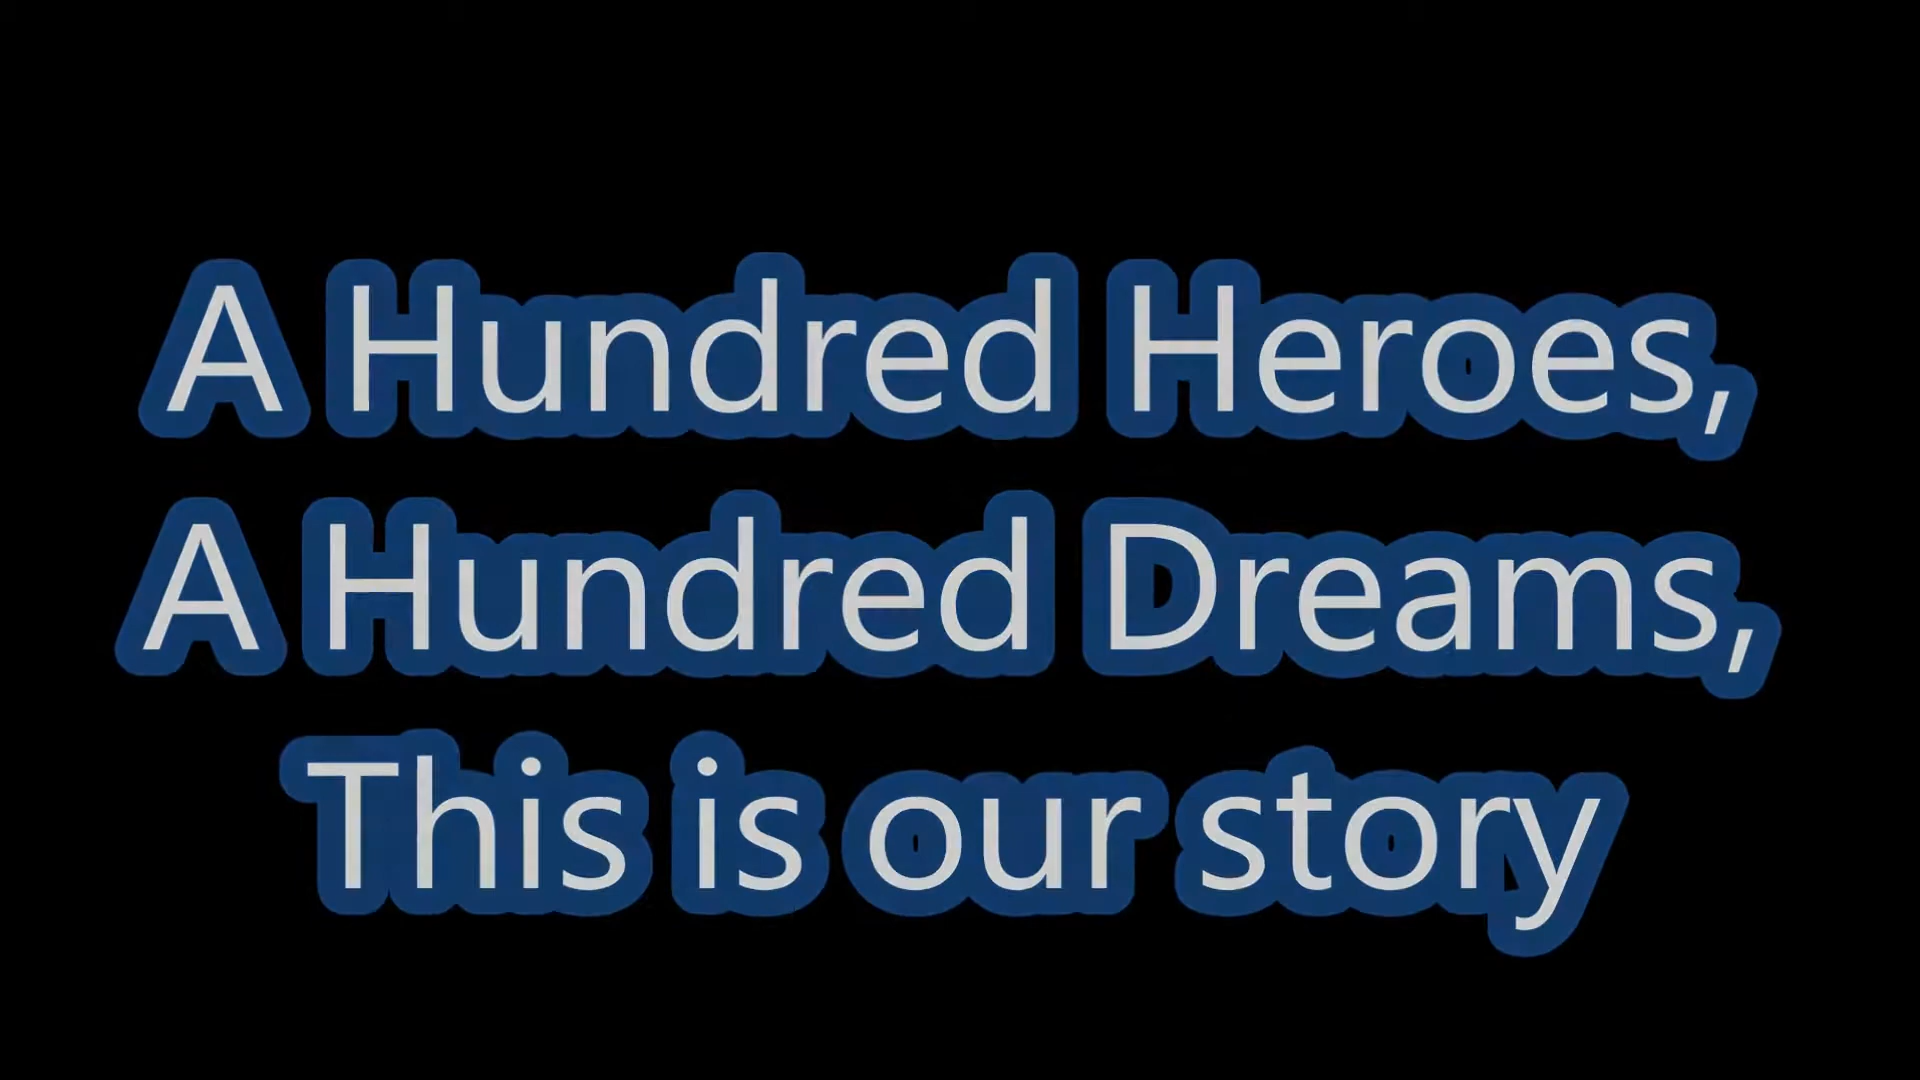 A Hundred Heroes,
A Hundred Dreams,
This is our story